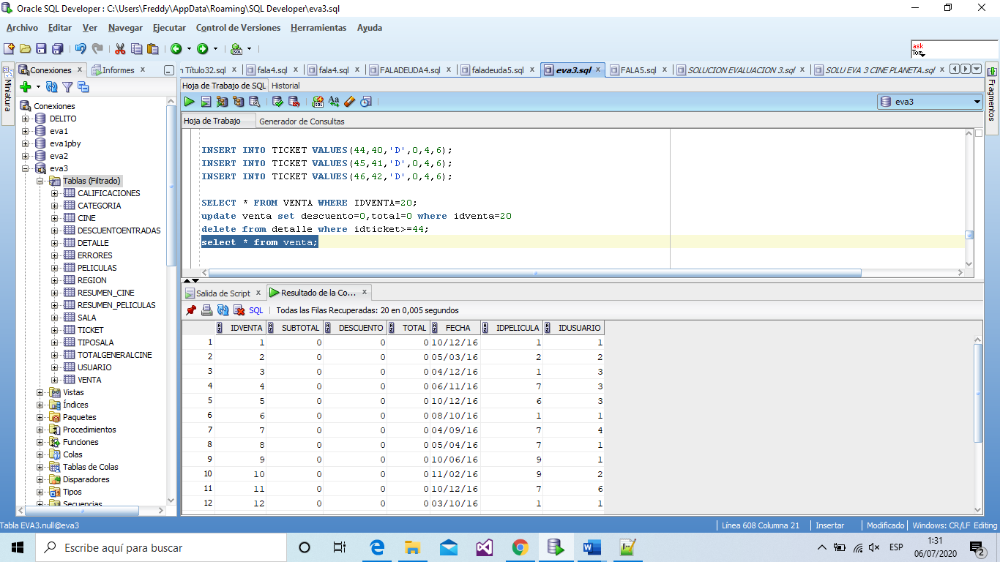 Oracle SQL Developer : C:\Users\Freddy\AppData\Roaming\SQL Developer\eva3.sql
Archivo Editar Ver Navegar Ejecutar Control de Versiones Herramientas Ayuda
ask
Tom
Miniatura
Conexiones
Informes
n Título32.sql
fala4.sql
fala4.sql
FALADEUDA4.sql
faladeuda5.sql
eva3.sql
FALA5.sql
SOLUCION EVALUACION 3.sql
SOLU EVA 3 CINE PLANETA.sql
Fragmentos
Hoja de Trabajo de SQL Historial
eva3
Hoja de Trabajo Generador de Consultas
Conexiones
DELITO
eva1
eva1pby
eva2
eva3
Tablas (Filtrado)
CALIFICACIONES
CATEGORIA
CINE
DESCUENTOENTRADAS
DETALLE
ERRORES
PELICULAS
REGION
RESUMEN_CINE
RESUMEN_PELICULAS
SALA
TICKET
TIPOSALA
TOTALGENERALCINE
USUARIO
VENTA
Vistas
Índices
Paquetes
Procedimientos
Funciones
Colas
Tablas de Colas
Disparadores
Tipos
Secuencias
INSERT INTO TICKET VALUES(44,40,'D',0,4,6);
INSERT INTO TICKET VALUES(45,41,'D',0,4,6);
INSERT INTO TICKET VALUES(46,42,'D',0,4,6);
SELECT * FROM VENTA WHERE IDVENTA=20;
update venta set descuento=0,total=0 where idventa=20
delete from detalle where idticket>=44;
select * from venta;
Salida de Script
Resultado de la Co...
SQL
Todas las Filas Recuperadas: 20 en 0,005 segundos
IDVENTA SUBTOTAL DESCUENTO TOTAL FECHA IDPELICULA IDUSUARIO
1 1 0 0 0 10/12/16 1 1
2 2 0 0 0 05/03/16 2 2
3 3 0 0 0 04/12/16 1 3
4 4 0 0 0 06/11/16 7 3
5 5 0 0 0 10/12/16 6 3
6 6 0 0 0 08/10/16 1 1
7 7 0 0 0 04/09/16 7 4
8 8 0 0 0 05/04/16 7 1
9 9 0 0 0 10/06/16 9 1
10 10 0 0 0 11/02/16 9 2
11 11 0 0 0 10/12/16 7 6
12 12 0 0 0 03/10/16 1 1
Tabla EVA3.null@eva3
Línea 608 Columna 21
Insertar
Modificado
Windows: CR/LF
Editing
Escribe aquí para buscar
ESP
1:31
06/07/2020
2